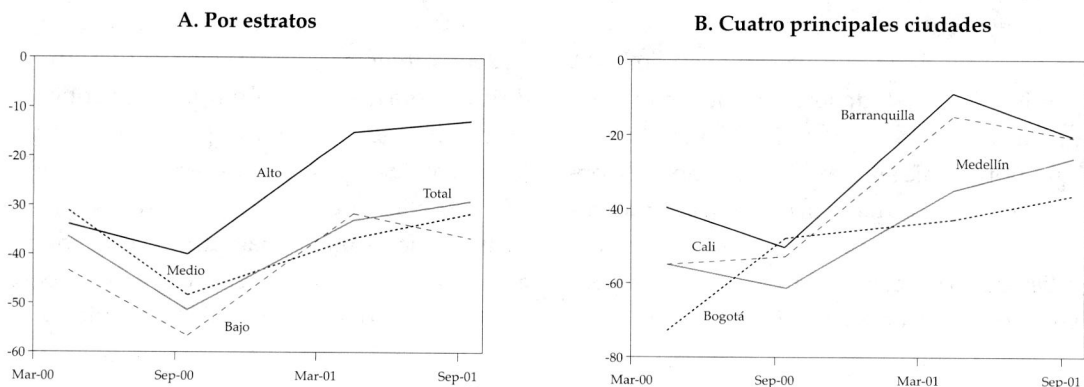 A. Por estratos
0
-10
-20
-30
-40
-50
-60
Alto
Total
Medio
Bajo
Mar-00
Sep-00
Mar-01
Sep-01
B. Cuatro principales ciudades
0
-20
-40
-60
-80
Barranquilla
Medellín
Cali
Bogotá
Mar-00
Sep-00
Mar-01
Sep-01